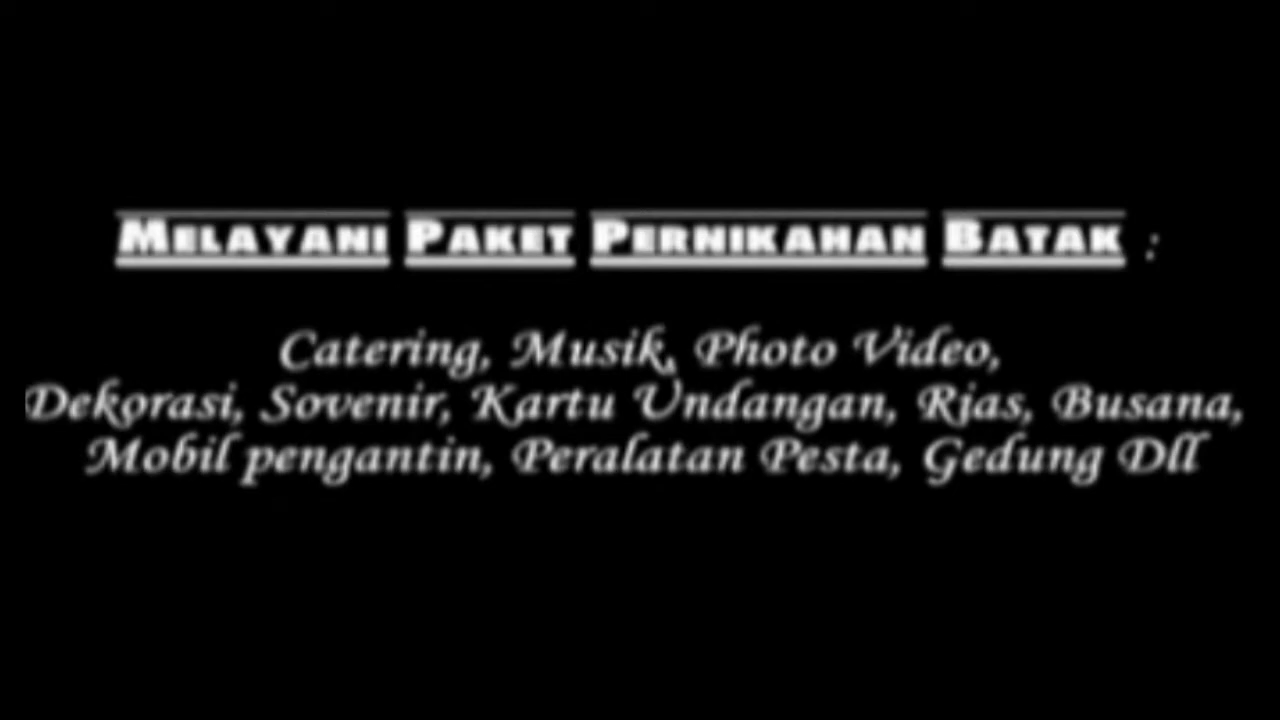 Melayani Paket Pernikahan Batak :
Catering, Musik, Photo Video,
Dekorasi, Sovenir, Kartu Undangan, Rias, Busana,
Mobil pengantin, Peralatan Pesta, Gedung Dll